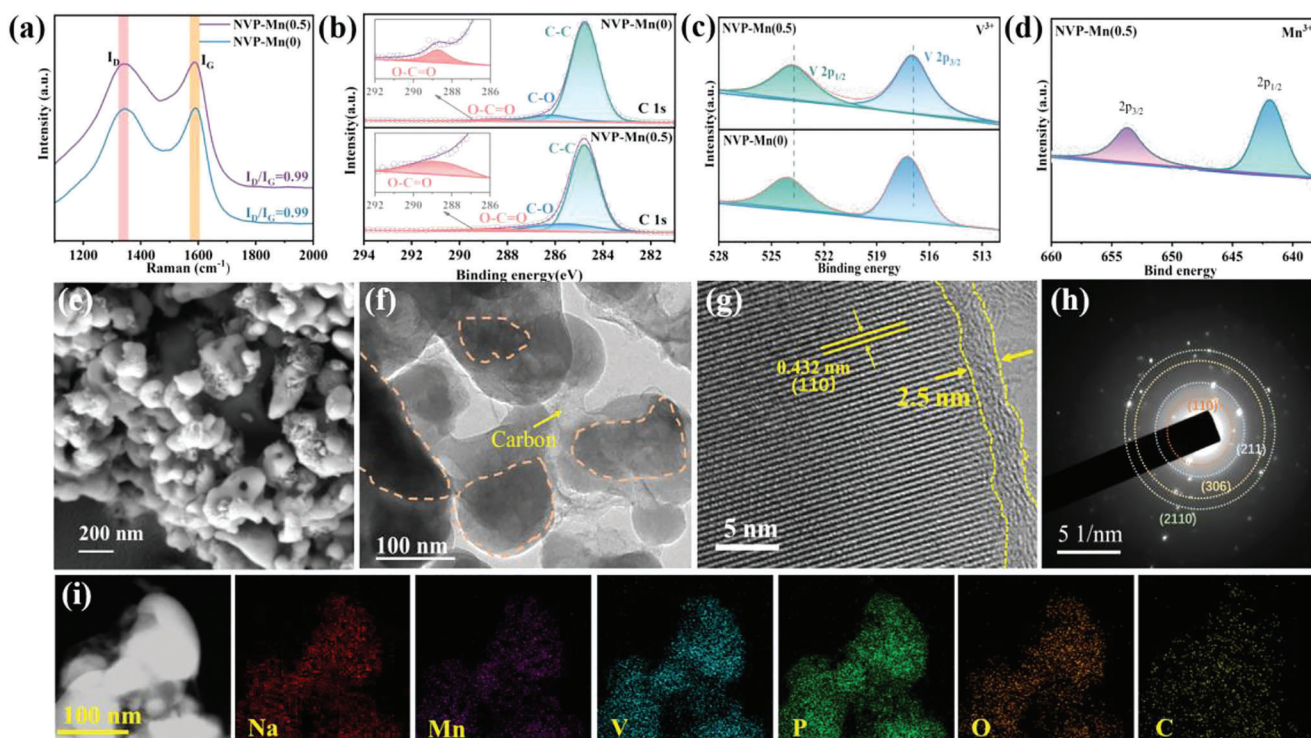 (a)
NVP-Mn(0.5)
NVP-Mn(0)
I_D
I_G
I_D/I_G=0.99
I_D/I_G=0.99
Intensity (a.u.)
1200 1400 1600 1800 2000
Raman (cm⁻¹)
(b)
NVP-Mn(0)
C-C
O-C=O
292 290 288 286
C-O
O-C=O
C 1s
NVP-Mn(0.5)
C-C
O-C=O
292 290 288 286
C-O
O-C=O
C 1s
Intensity(a.u.)
294 292 290 288 286 284 282
Binding energy(eV)
(c)
NVP-Mn(0.5)
V³⁺
V 2p1/2
V 2p3/2
NVP-Mn(0)
Intensity(a.u.)
528 525 522 519 516 513
Binding energy
(d)
NVP-Mn(0.5)
Mn³⁺
2p3/2
2p1/2
Intensity(a.u.)
660 655 650 645 640
Bind energy
(e)
200 nm
(f)
Carbon
100 nm
(g)
0.432 nm
(110)
2.5 nm
5 nm
(h)
(110)
(211)
(306)
(2110)
5 1/nm
(i)
100 nm
Na
Mn
V
P
O
C